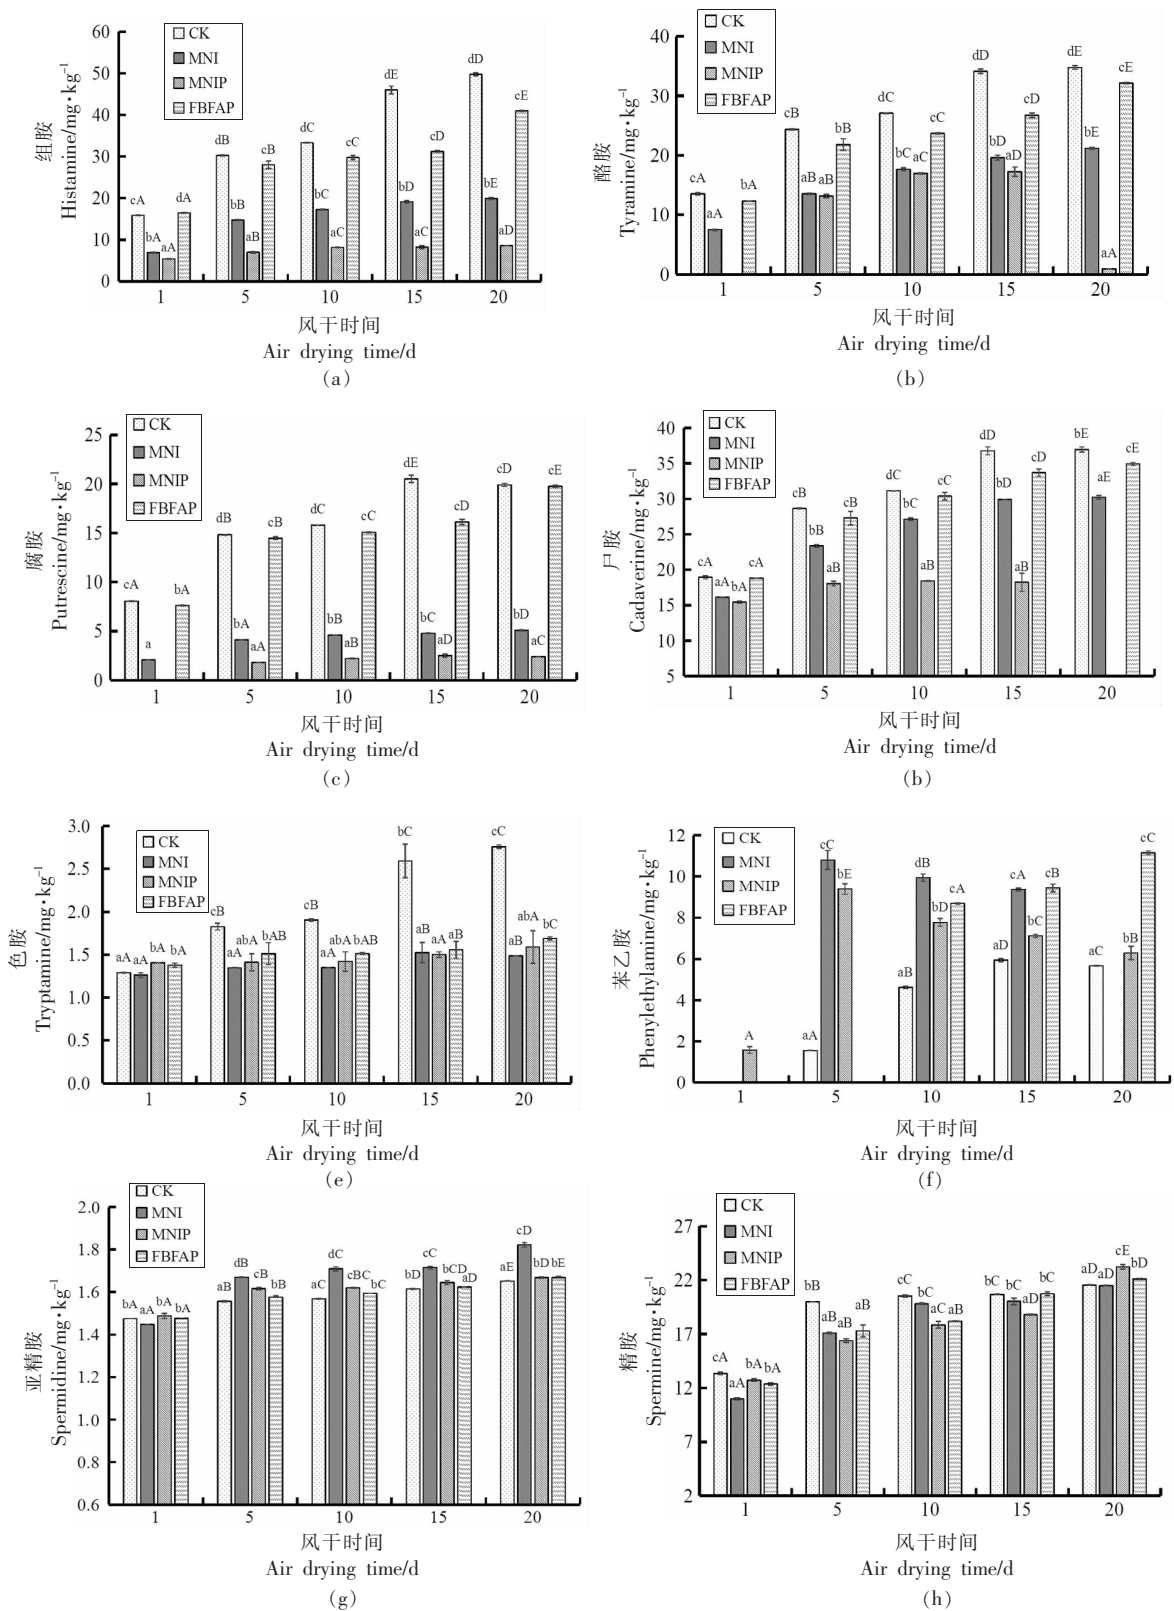 组胺
Histamine/mg·kg⁻¹
60
50
40
30
20
10
0
CK
MNI
MNIP
FBFAP
cA bA aA dA
dB bB aB cB
dC bC aC cC
dE bD aC cD
dD bE aD cE
1 5 10 15 20
风干时间
Air drying time/d
(a)
酪胺
Tyramine/mg·kg⁻¹
40
30
20
10
0
CK
MNI
MNIP
FBFAP
cA aA bA
cB aB aB bB
dC bC aC cC
dD bD aD cD
dE bE aA cE
1 5 10 15 20
风干时间
Air drying time/d
(b)
腐胺
Putrescine/mg·kg⁻¹
25
20
15
10
5
0
CK
MNI
MNIP
FBFAP
cA a bA
dB bA aA cB
dC bB aB cC
dE bC aD cD
cD bD aC cE
1 5 10 15 20
风干时间
Air drying time/d
(c)
尸胺
Cadaverine/mg·kg⁻¹
40
35
30
25
20
15
10
5
CK
MNI
MNIP
FBFAP
cA aA bA cA
cB bB aB cB
dC bC aB cC
dD bD aB cD
bE aE cE
1 5 10 15 20
风干时间
Air drying time/d
(b)
色胺
Tryptamine/mg·kg⁻¹
3.0
2.5
2.0
1.5
1.0
0.5
0.0
CK
MNI
MNIP
FBFAP
aA aA bA bA
cB aA abA bAB
cB aA abA bAB
bC aB aA aB
cC aB abA bC
1 5 10 15 20
风干时间
Air drying time/d
(e)
苯乙胺
Phenylethylamine/mg·kg⁻¹
12
10
8
6
4
2
0
CK
MNI
MNIP
FBFAP
A
aA cC bE
aB dB bD cA
aD cA bC cB
aC bB cC
1 5 10 15 20
风干时间
Air drying time/d
(f)
亚精胺
Spermidine/mg·kg⁻¹
2.0
1.8
1.6
1.4
1.2
1.0
0.8
0.6
CK
MNI
MNIP
FBFAP
bA aA bA bA
aB dB cB bB
aC dC cBC bC
bD cC bCD aD
aE cD bD bE
1 5 10 15 20
风干时间
Air drying time/d
(g)
精胺
Spermine/mg·kg⁻¹
27
22
17
12
7
2
CK
MNI
MNIP
FBFAP
cA aA bA bA
bB aB aB aB
cC bC aC aB
bC bC aD bC
aD aD cE bD
1 5 10 15 20
风干时间
Air drying time/d
(h)